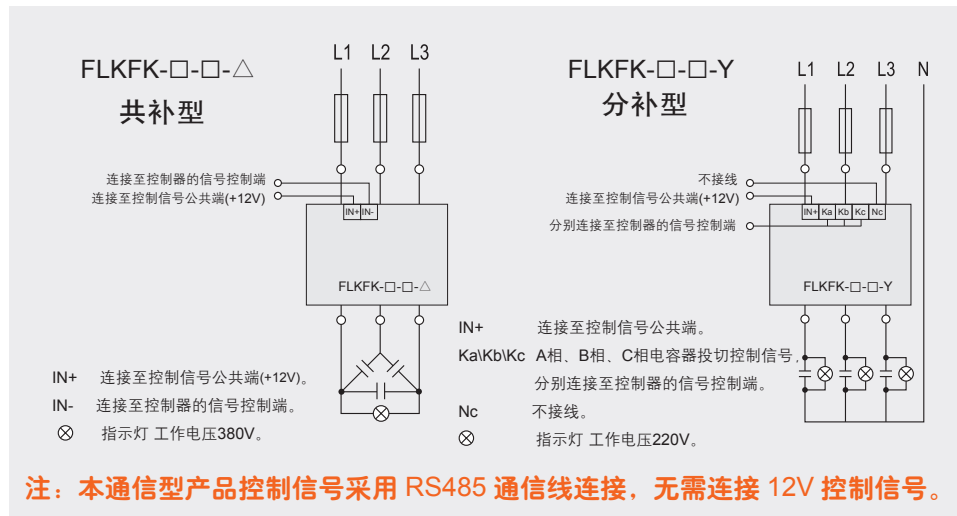 FLKFK-□-□-△
共补型
L1 L2 L3
连接至控制器的信号控制端
连接至控制信号公共端(+12V)
IN+ IN-
FLKFK-□-□-△
IN+ 连接至控制信号公共端(+12V)。
IN- 连接至控制器的信号控制端。
⊗ 指示灯 工作电压380V。
FLKFK-□-□-Y
分补型
L1 L2 L3 N
不接线
连接至控制信号公共端(+12V)
分别连接至控制器的信号控制端
IN+ Ka Kb Kc Nc
FLKFK-□-□-Y
IN+ 连接至控制信号公共端。
Ka\Kb\Kc A相、B相、C相电容器投切控制信号,
分别连接至控制器的信号控制端。
Nc 不接线。
⊗ 指示灯 工作电压220V。
注：本通信型产品控制信号采用 RS485 通信线连接，无需连接 12V 控制信号。